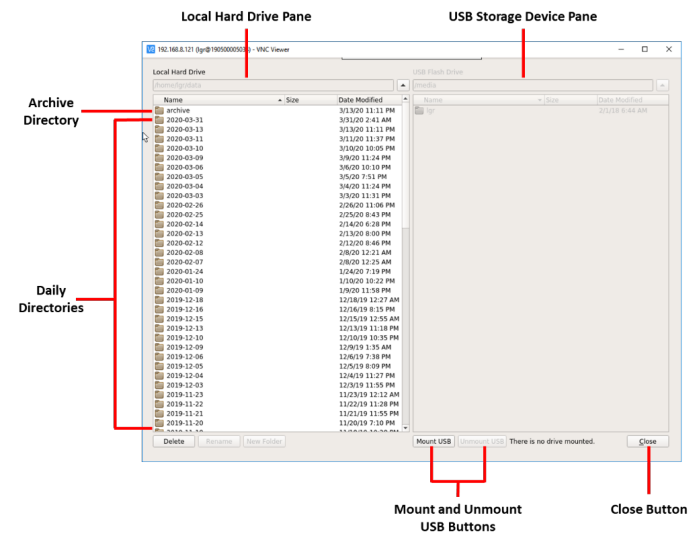 Local Hard Drive Pane
USB Storage Device Pane
192.168.8.121 (lgr@190500005035) - VNC Viewer
Local Hard Drive
USB Flash Drive
/home/lgr/data
/media
Name Size Date Modified
Name Size Date Modified
Archive
Directory
archive 3/13/20 11:11 PM
lgr 2/1/18 6:44 AM
2020-03-31 3/31/20 2:41 AM
2020-03-13 3/13/20 11:11 PM
2020-03-11 3/11/20 11:37 PM
2020-03-10 3/10/20 10:05 PM
2020-03-09 3/9/20 11:24 PM
2020-03-06 3/6/20 10:10 PM
2020-03-05 3/5/20 7:51 PM
2020-03-04 3/4/20 11:24 PM
2020-03-03 3/3/20 11:31 PM
2020-02-26 2/26/20 11:06 PM
2020-02-25 2/25/20 8:43 PM
2020-02-14 2/14/20 6:28 PM
2020-02-13 2/13/20 8:00 PM
2020-02-12 2/12/20 8:46 PM
2020-02-08 2/8/20 12:21 AM
2020-02-07 2/8/20 12:25 AM
2020-01-24 1/24/20 7:19 PM
2020-01-10 1/10/20 10:22 PM
2020-01-09 1/9/20 11:58 PM
Daily
Directories
2019-12-18 12/18/19 12:27 AM
2019-12-16 12/16/19 8:15 PM
2019-12-15 12/15/19 12:55 AM
2019-12-13 12/13/19 11:18 PM
2019-12-10 12/10/19 10:35 PM
2019-12-09 12/9/19 1:35 AM
2019-12-06 12/6/19 7:38 PM
2019-12-05 12/5/19 8:09 PM
2019-12-04 12/4/19 11:27 PM
2019-12-03 12/3/19 11:55 PM
2019-11-23 11/23/19 12:12 AM
2019-11-22 11/22/19 11:28 PM
2019-11-21 11/21/19 11:55 PM
2019-11-20 11/20/19 7:10 PM
Delete Rename New Folder
Mount USB Unmount USB There is no drive mounted. Close
Mount and Unmount
USB Buttons
Close Button